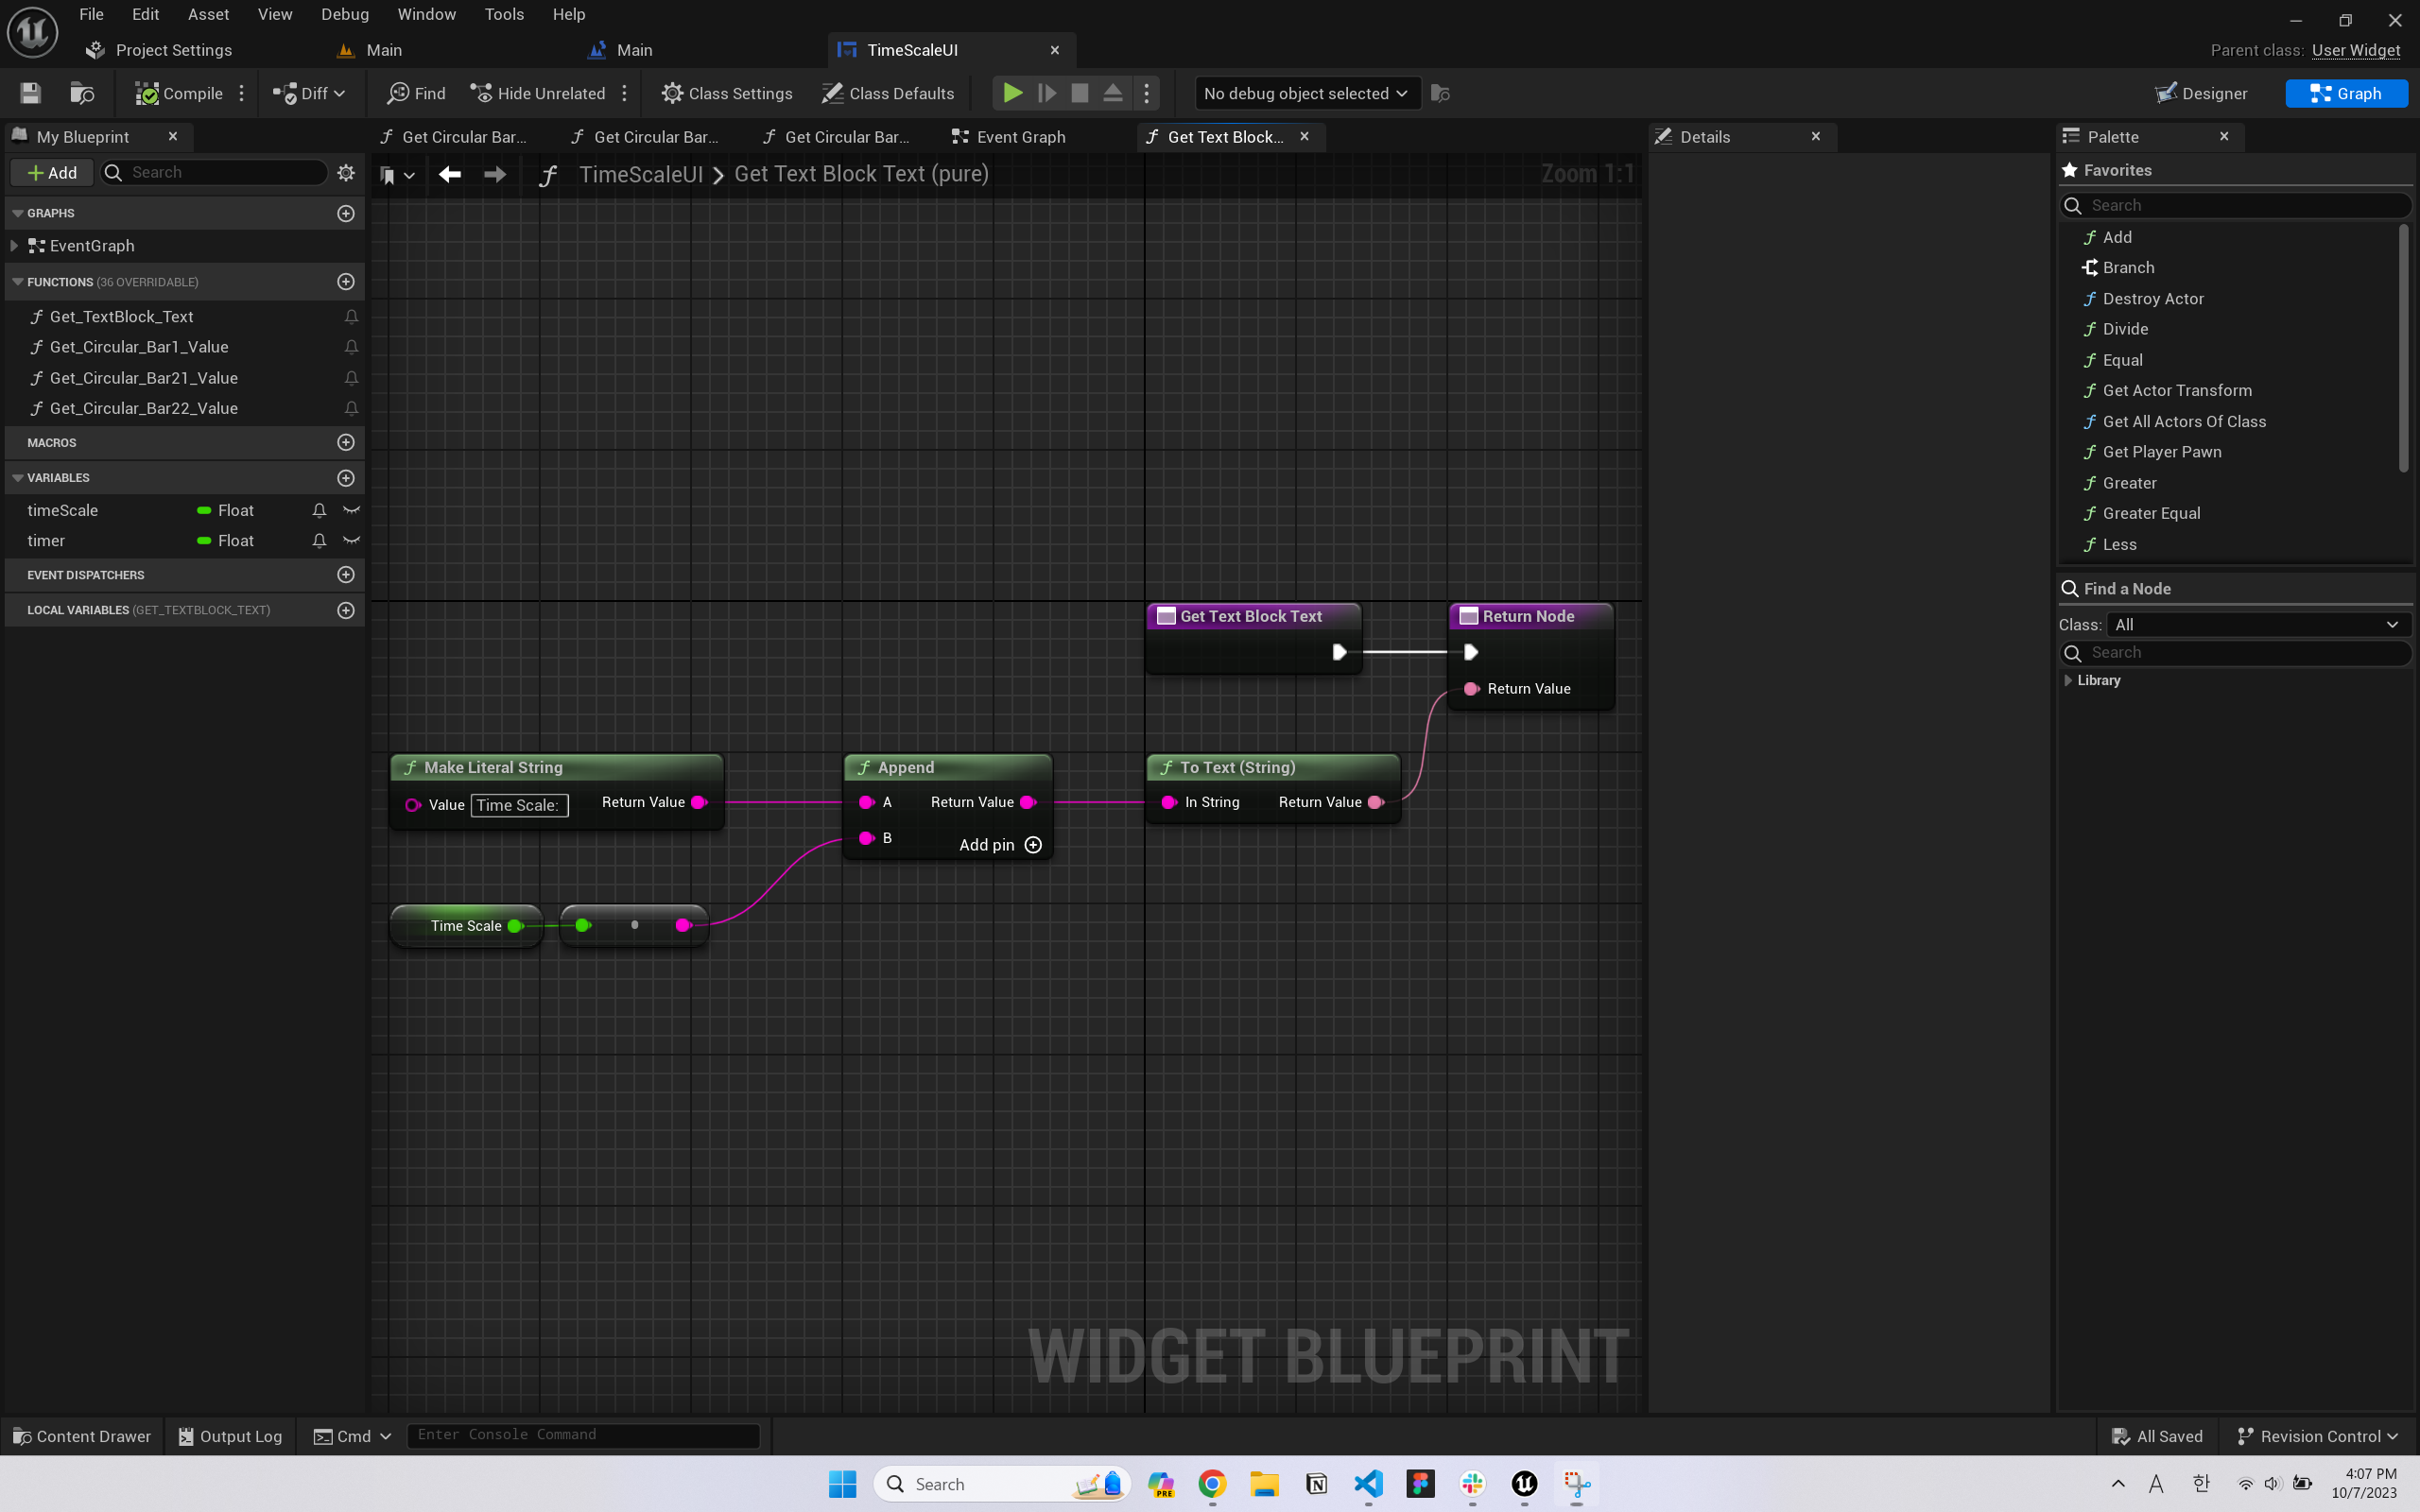 File Edit Asset View Debug Window Tools Help
Project Settings Main Main TimeScaleUI
Parent class: User Widget
Compile Diff Find Hide Unrelated Class Settings Class Defaults No debug object selected Designer Graph
My Blueprint
Get Circular Bar... Get Circular Bar... Get Circular Bar... Event Graph Get Text Block...
Details
Palette
Add Search
TimeScaleUI > Get Text Block Text (pure)
Zoom 1:1
Favorites
Search
GRAPHS
EventGraph
FUNCTIONS (36 OVERRIDABLE)
Get_TextBlock_Text
Get_Circular_Bar1_Value
Get_Circular_Bar21_Value
Get_Circular_Bar22_Value
MACROS
VARIABLES
timeScale Float
timer Float
EVENT DISPATCHERS
LOCAL VARIABLES (GET_TEXTBLOCK_TEXT)
Add
Branch
Destroy Actor
Divide
Equal
Get Actor Transform
Get All Actors Of Class
Get Player Pawn
Greater
Greater Equal
Less
Find a Node
Class: All
Search
Library
Get Text Block Text
Return Node
Return Value
Make Literal String
Value Time Scale: Return Value
Append
A Return Value
B
Add pin
To Text (String)
In String Return Value
Time Scale
WIDGET BLUEPRINT
Content Drawer Output Log Cmd Enter Console Command
All Saved Revision Control
Search
PRE
A 한
4:07 PM
10/7/2023